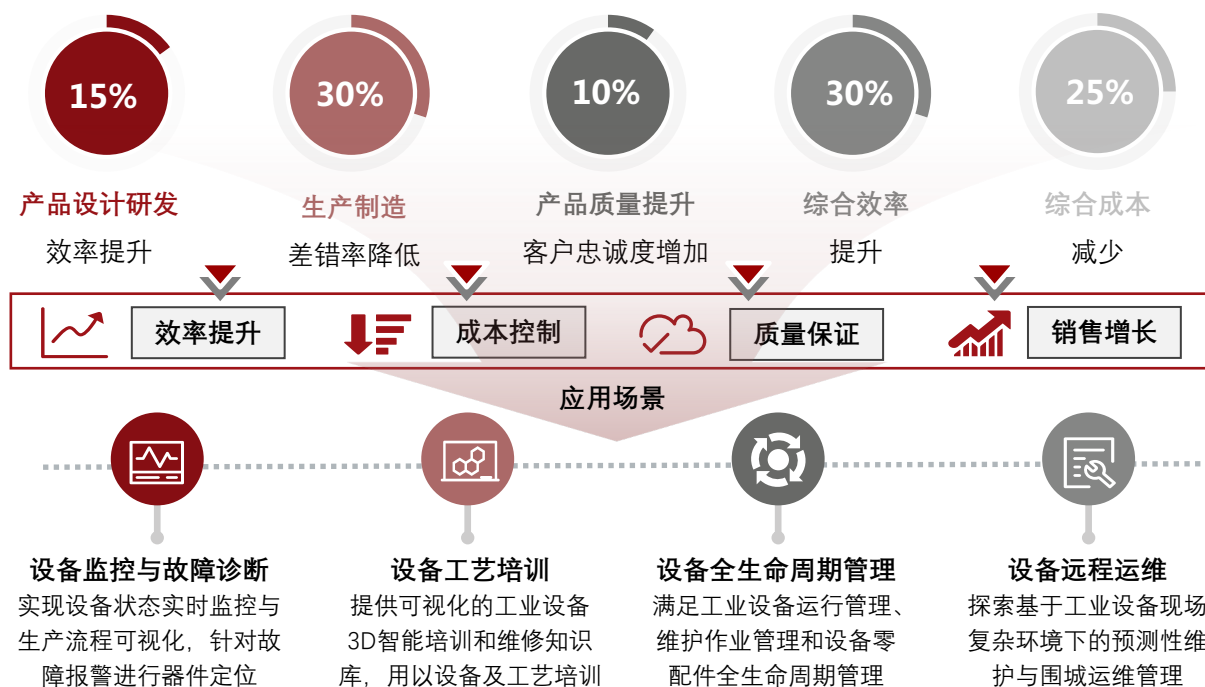 15%
30%
10%
30%
25%
产品设计研发
生产制造
产品质量提升
综合效率
综合成本
效率提升
差错率降低
客户忠诚度增加
提升
减少
效率提升
成本控制
质量保证
销售增长
应用场景
设备监控与故障诊断
实现设备状态实时监控与
生产流程可视化，针对故
障报警进行器件定位
设备工艺培训
提供可视化的工业设备
3D智能培训和维修知识
库，用以设备及工艺培训
设备全生命周期管理
满足工业设备运行管理、
维护作业管理和设备零
配件全生命周期管理
设备远程运维
探索基于工业设备现场
复杂环境下的预测性维
护与围城运维管理